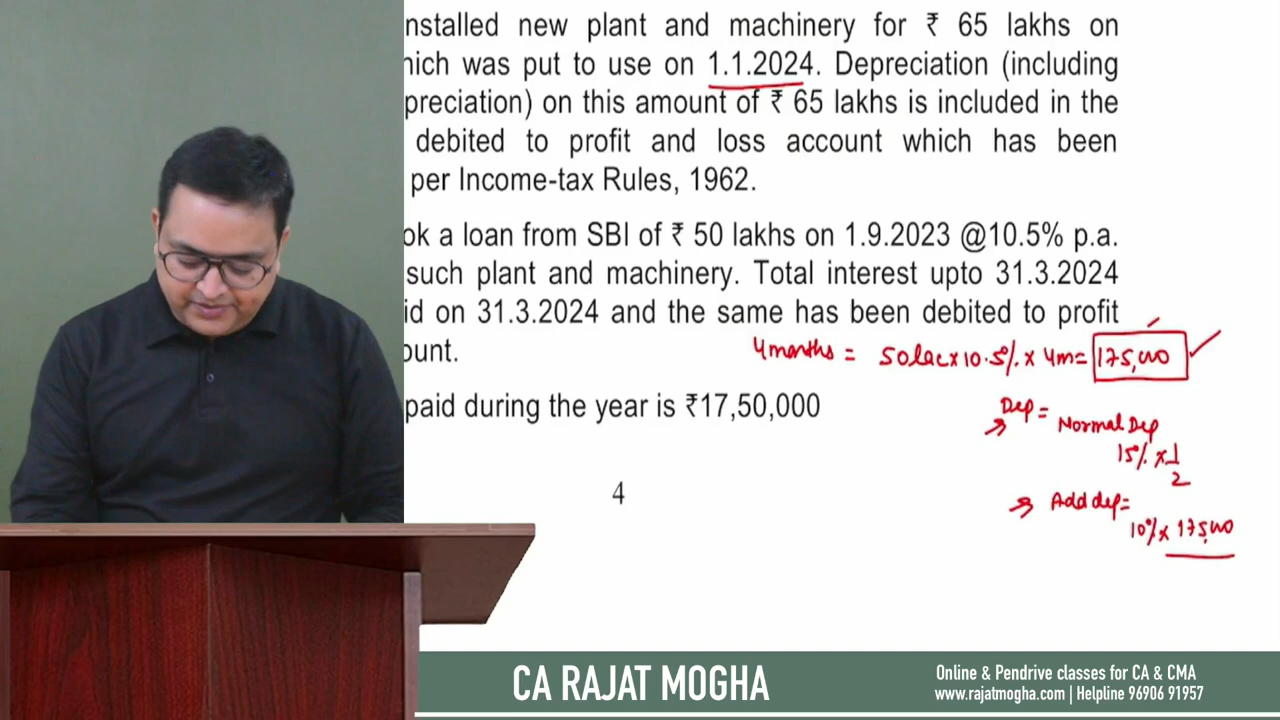 nstalled new plant and machinery for ₹ 65 lakhs on
hich was put to use on 1.1.2024. Depreciation (including
preciation) on this amount of ₹ 65 lakhs is included in the
debited to profit and loss account which has been
per Income-tax Rules, 1962.
ok a loan from SBI of ₹ 50 lakhs on 1.9.2023 @10.5% p.a.
such plant and machinery. Total interest upto 31.3.2024
id on 31.3.2024 and the same has been debited to profit
ount.
4months = 50lac x 10.5% x 4m= 175,000
paid during the year is ₹17,50,000
Dep =
Normal Dep
15% x 1/2
Add dep=
10% x 175,000
4
CA RAJAT MOGHA
Online & Pendrive classes for CA & CMA
www.rajatmogha.com | Helpline 96906 91957